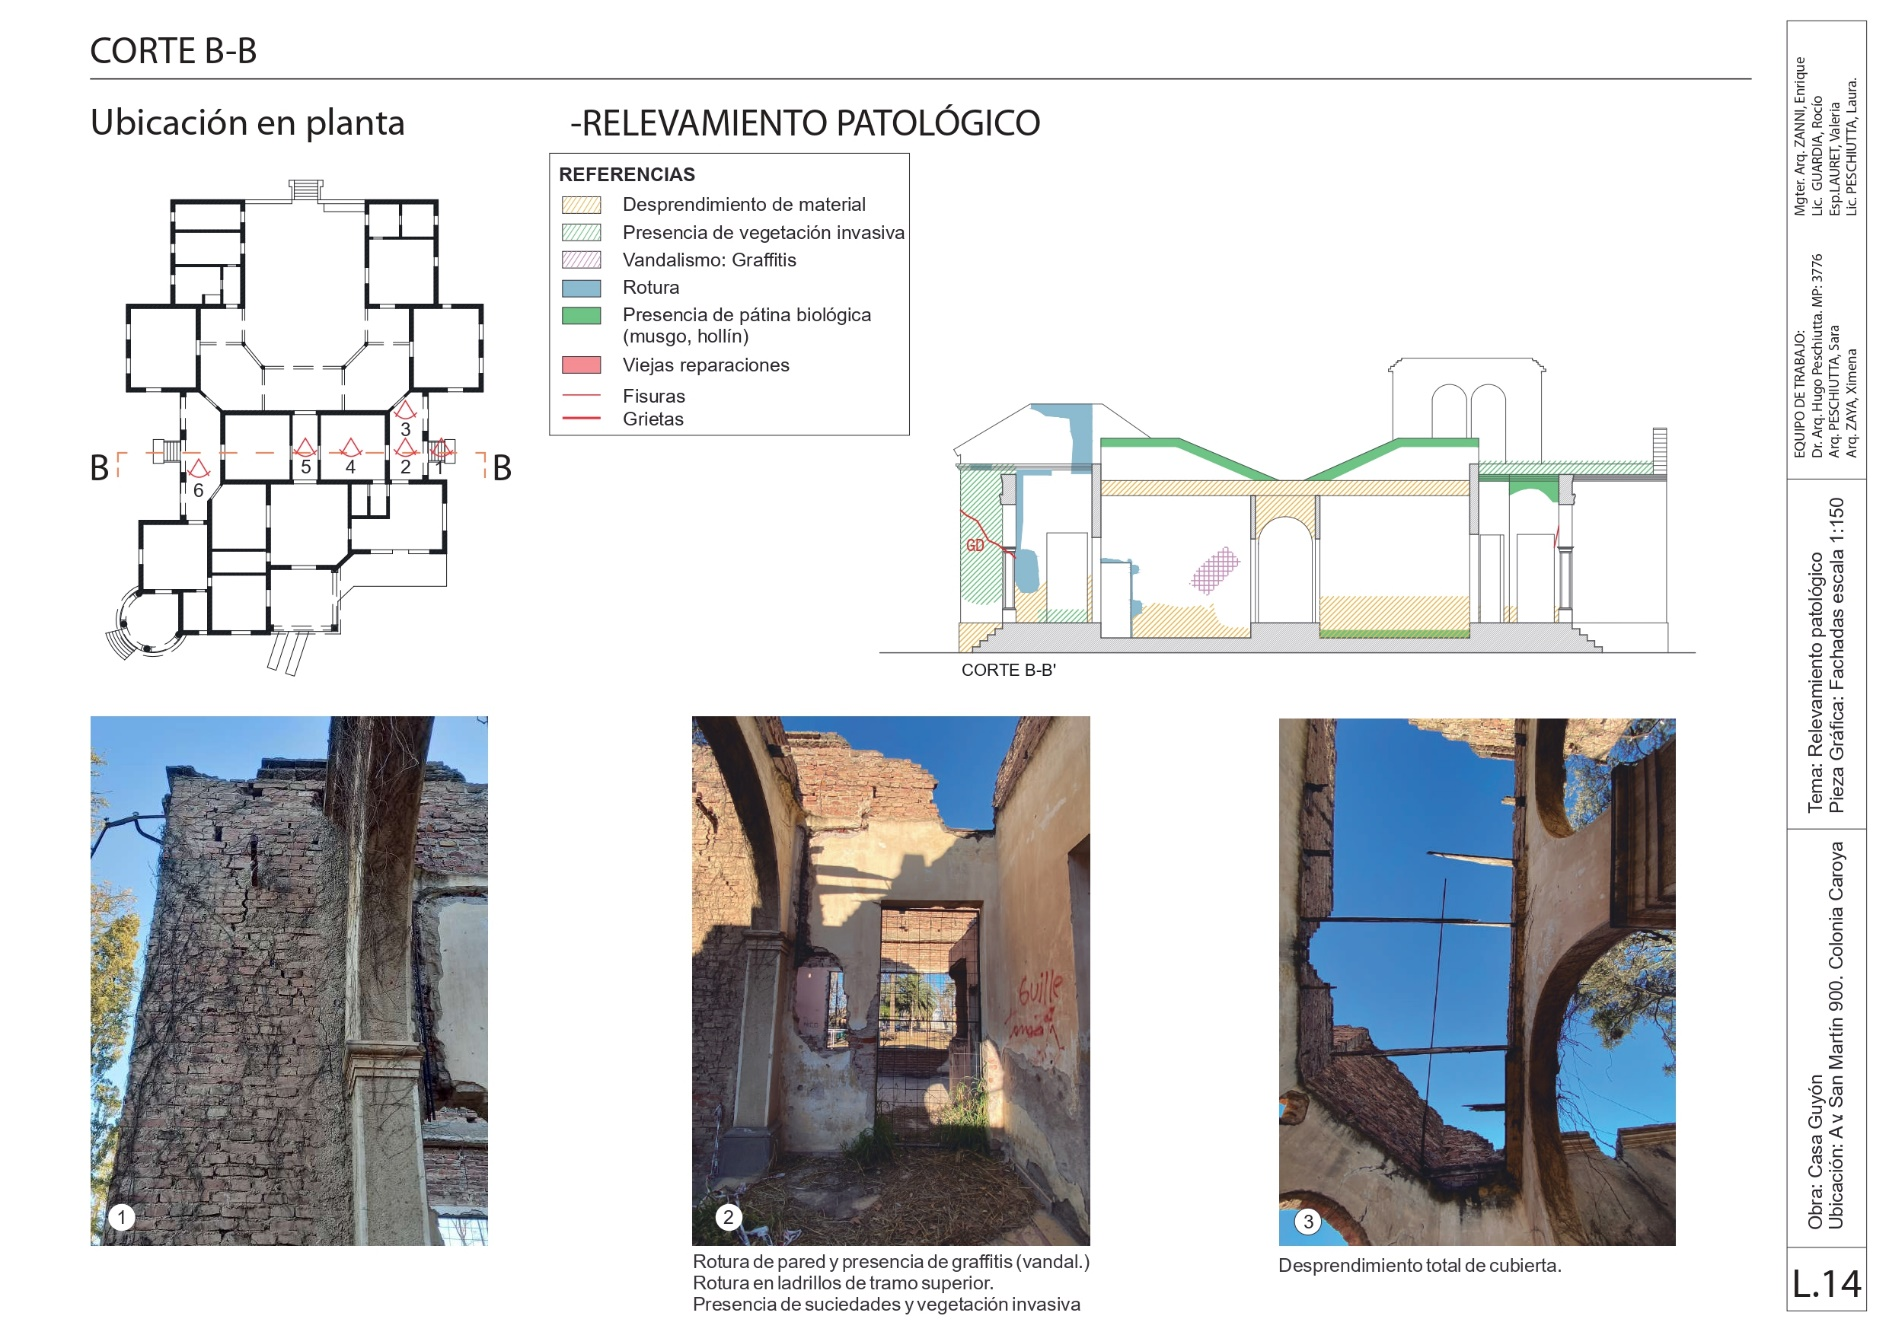 CORTE B-B
Ubicación en planta
-RELEVAMIENTO PATOLÓGICO
REFERENCIAS
Desprendimiento de material
Presencia de vegetación invasiva
Vandalismo: Graffitis
Rotura
Presencia de pátina biológica
(musgo, hollín)
Viejas reparaciones
Fisuras
Grietas
3
B
5
4
2
1
B
6
GD
CORTE B-B'
1
Guille
2
Rotura de pared y presencia de graffitis (vandal.)
Rotura en ladrillos de tramo superior.
Presencia de suciedades y vegetación invasiva
3
Desprendimiento total de cubierta.
Mgter. Arq. ZANNI, Enrique
Lic. GUARDIA, Rocío
Esp.LAURET, Valeria
Lic. PESCHIUTTA, Laura.
EQUIPO DE TRABAJO:
Dr. Arq. Hugo Peschiutta. MP: 3776
Arq. PESCHIUTTA, Sara
Arq. ZAYA, Ximena
Tema: Relevamiento patológico
Pieza Gráfica: Fachadas escala 1:150
Obra: Casa Guyón
Ubicación: Av. San Martín 900. Colonia Caroya
L.14